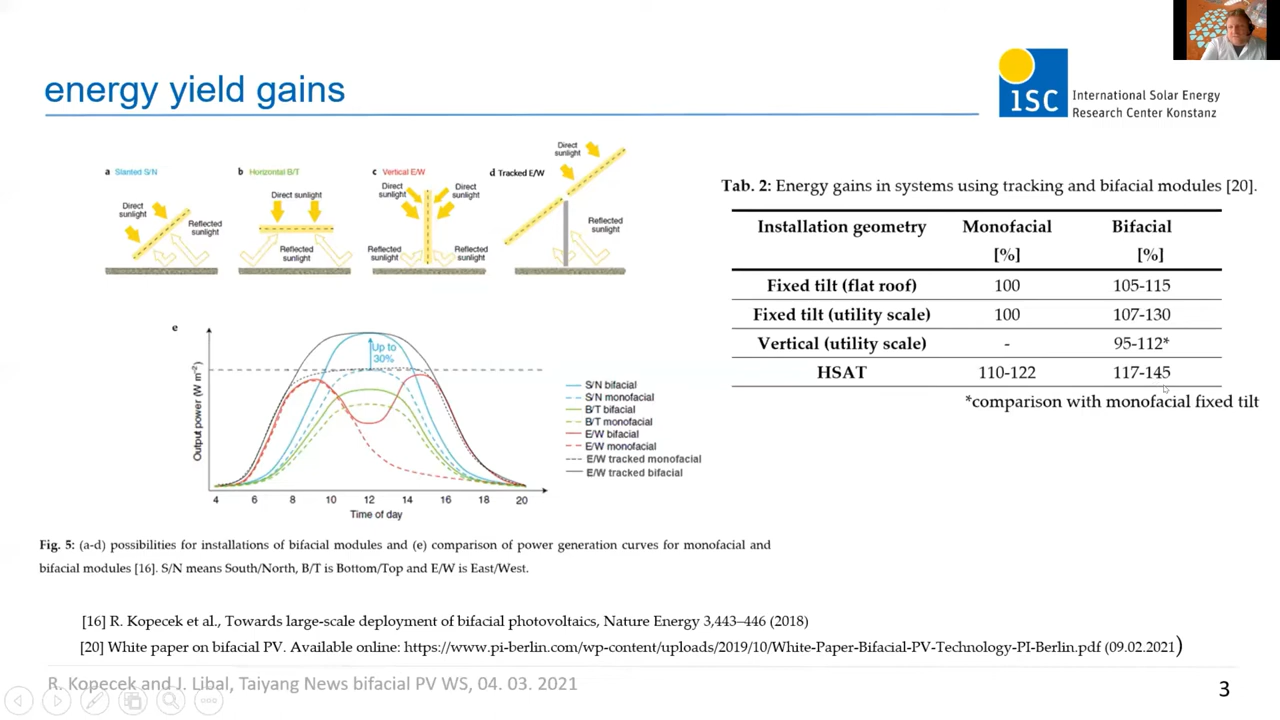 energy yield gains
ISC
International Solar Energy
Research Center Konstanz
a Slanted S/N
b Horizontal B/T
c Vertical E/W
d Tracked E/W
Direct
sunlight
Reflected
sunlight
Direct sunlight
Reflected
sunlight
Direct
sunlight
Direct
sunlight
Reflected
sunlight
Reflected
sunlight
Direct
sunlight
Reflected
sunlight
e
Up to
30%
Output power (W m⁻²)
4 6 8 10 12 14 16 18 20
Time of day
S/N bifacial
S/N monofacial
B/T bifacial
B/T monofacial
E/W bifacial
E/W monofacial
E/W tracked monofacial
E/W tracked bifacial
Fig. 5: (a-d) possibilities for installations of bifacial modules and (e) comparison of power generation curves for monofacial and
bifacial modules [16]. S/N means South/North, B/T is Bottom/Top and E/W is East/West.
Tab. 2: Energy gains in systems using tracking and bifacial modules [20].
Installation geometry Monofacial Bifacial
[%] [%]
Fixed tilt (flat roof) 100 105-115
Fixed tilt (utility scale) 100 107-130
Vertical (utility scale) - 95-112*
HSAT 110-122 117-145
*comparison with monofacial fixed tilt
[16] R. Kopecek et al., Towards large-scale deployment of bifacial photovoltaics, Nature Energy 3,443–446 (2018)
[20] White paper on bifacial PV. Available online: https://www.pi-berlin.com/wp-content/uploads/2019/10/White-Paper-Bifacial-PV-Technology-PI-Berlin.pdf (09.02.2021)
R. Kopecek and J. Libal, Taiyang News bifacial PV WS, 04. 03. 2021
3